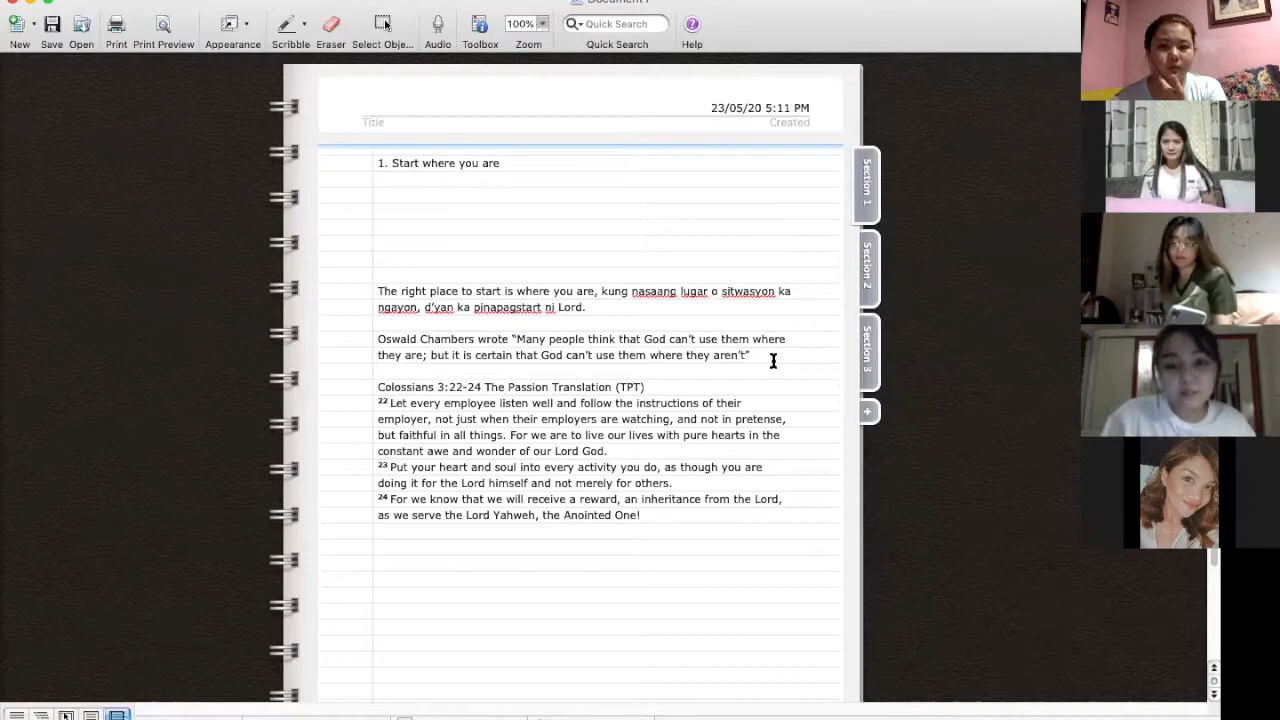 New Save Open Print Print Preview Appearance Scribble Eraser Select Obje... Audio Toolbox 100% Zoom Quick Search Quick Search Help
23/05/20 5:11 PM
Title Created
1. Start where you are
The right place to start is where you are, kung nasaang lugar o sitwasyon ka
ngayon, d'yan ka pinapagstart ni Lord.
Oswald Chambers wrote “Many people think that God can’t use them where
they are; but it is certain that God can’t use them where they aren’t”
Colossians 3:22-24 The Passion Translation (TPT)
22 Let every employee listen well and follow the instructions of their
employer, not just when their employers are watching, and not in pretense,
but faithful in all things. For we are to live our lives with pure hearts in the
constant awe and wonder of our Lord God.
23 Put your heart and soul into every activity you do, as though you are
doing it for the Lord himself and not merely for others.
24 For we know that we will receive a reward, an inheritance from the Lord,
as we serve the Lord Yahweh, the Anointed One!
Section 1
Section 2
Section 3
+